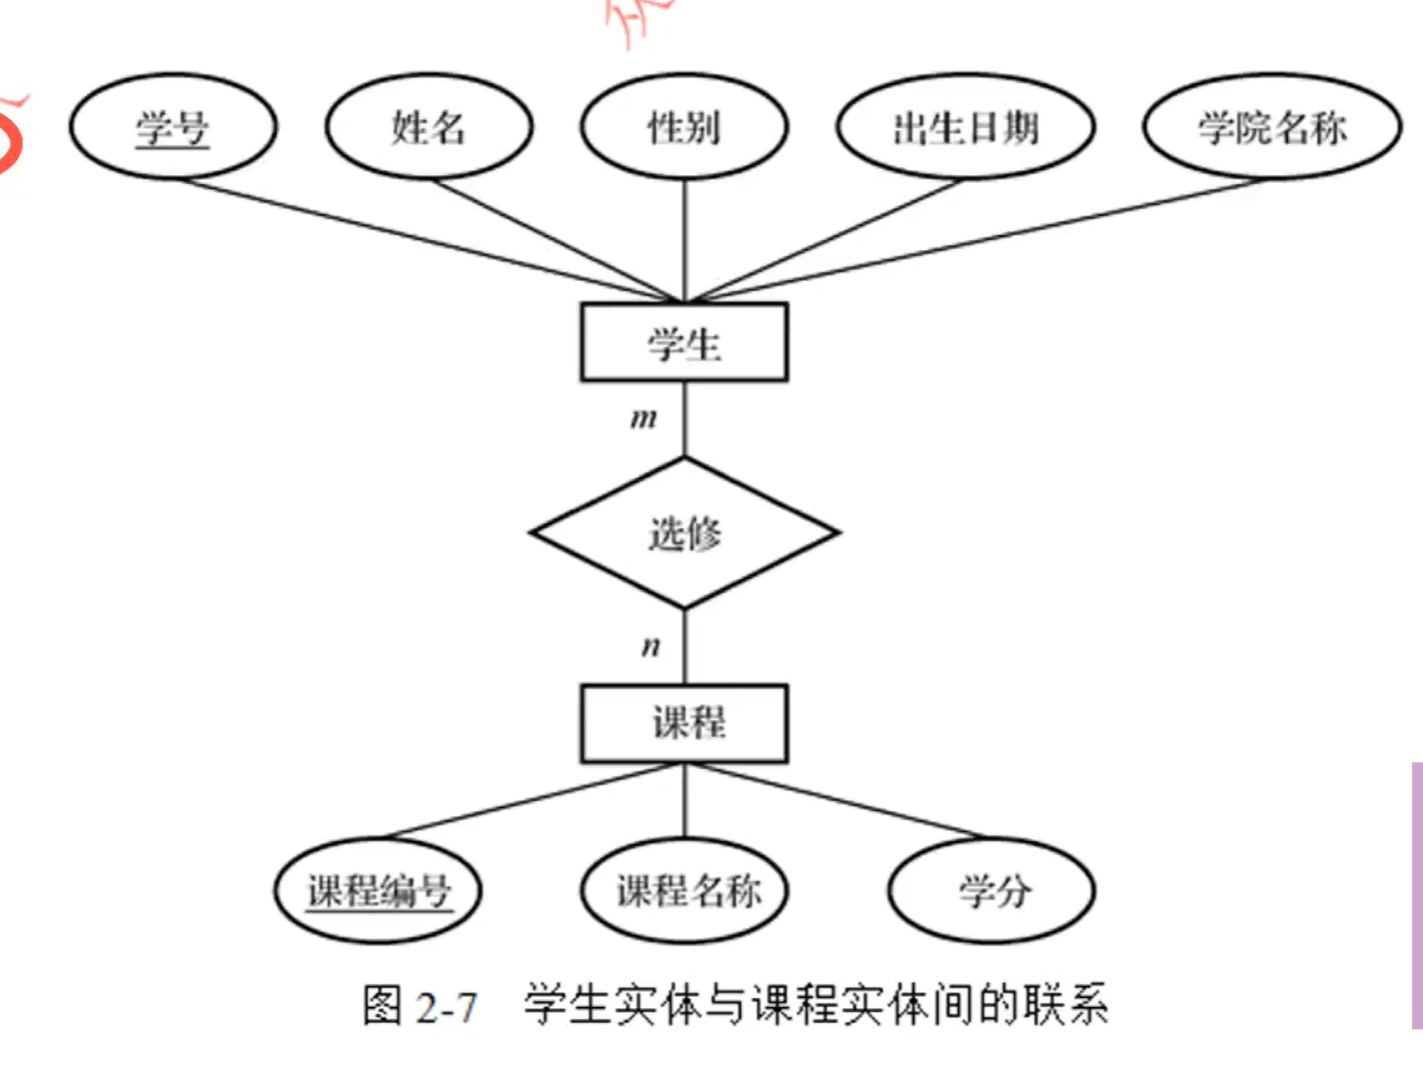 学号 姓名 性别 出生日期 学院名称
学生
m
选修
n
课程
课程编号 课程名称 学分
图 2-7 学生实体与课程实体间的联系